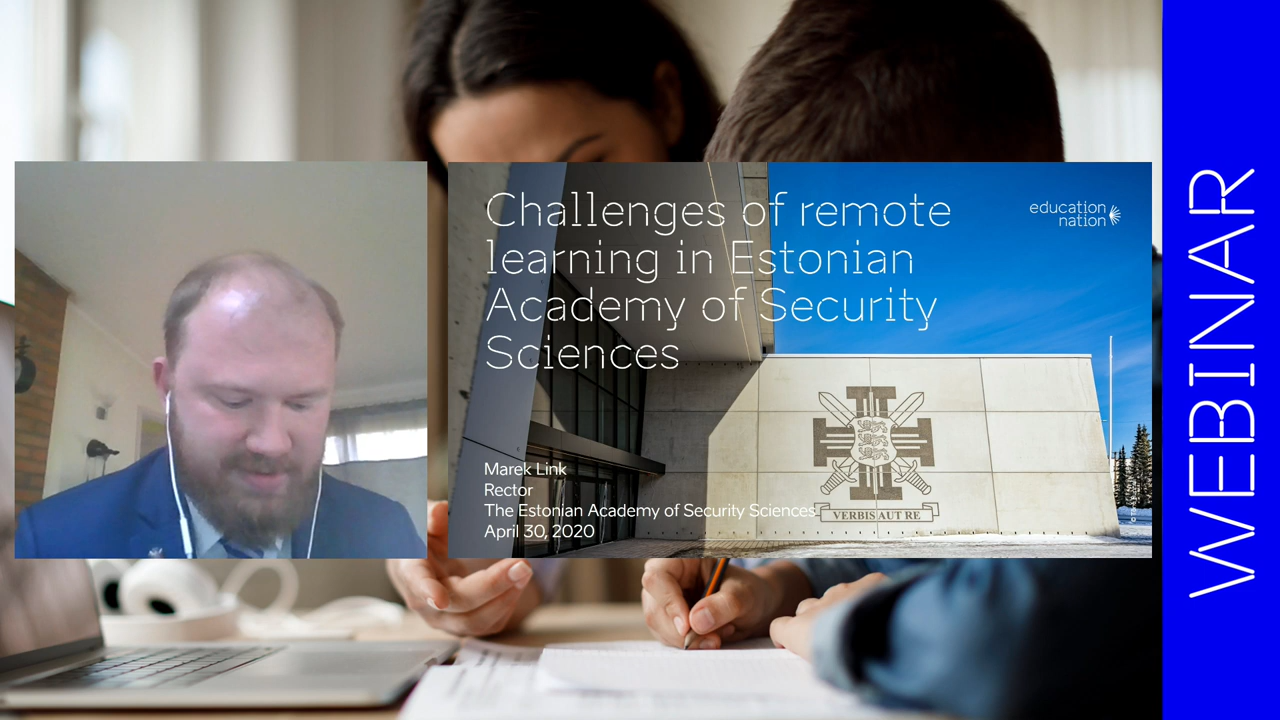 Challenges of remote
learning in Estonian
Academy of Security
Sciences
education
nation
Marek Link
Rector
The Estonian Academy of Security Sciences
April 30, 2020
VERBIS AUT RE
WEBINAR